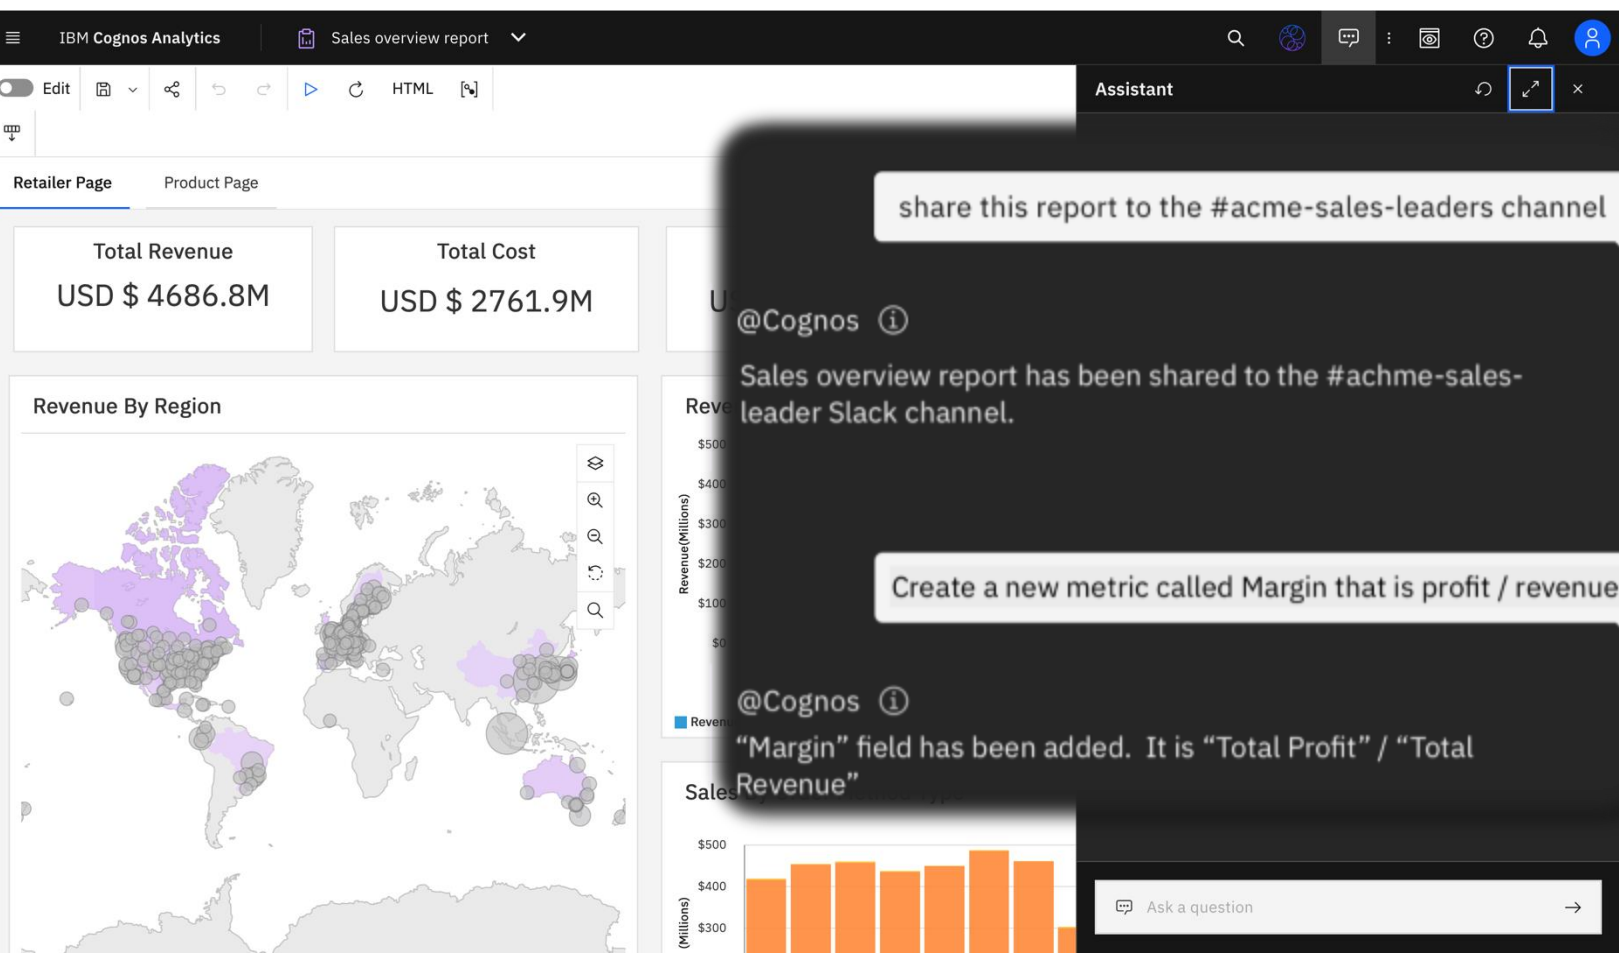 IBM Cognos Analytics
Sales overview report
Edit
HTML
Assistant
Retailer Page
Product Page
share this report to the #acme-sales-leaders channel
Total Revenue
USD $ 4686.8M
Total Cost
USD $ 2761.9M
@Cognos
Sales overview report has been shared to the #achme-sales-
leader Slack channel.
Revenue By Region
$500
$400
$300
$200
$100
$0
Revenue(Millions)
Create a new metric called Margin that is profit / revenue
@Cognos
“Margin” field has been added. It is “Total Profit” / “Total
Revenue”
Sales
$500
$400
$300
(Millions)
Ask a question